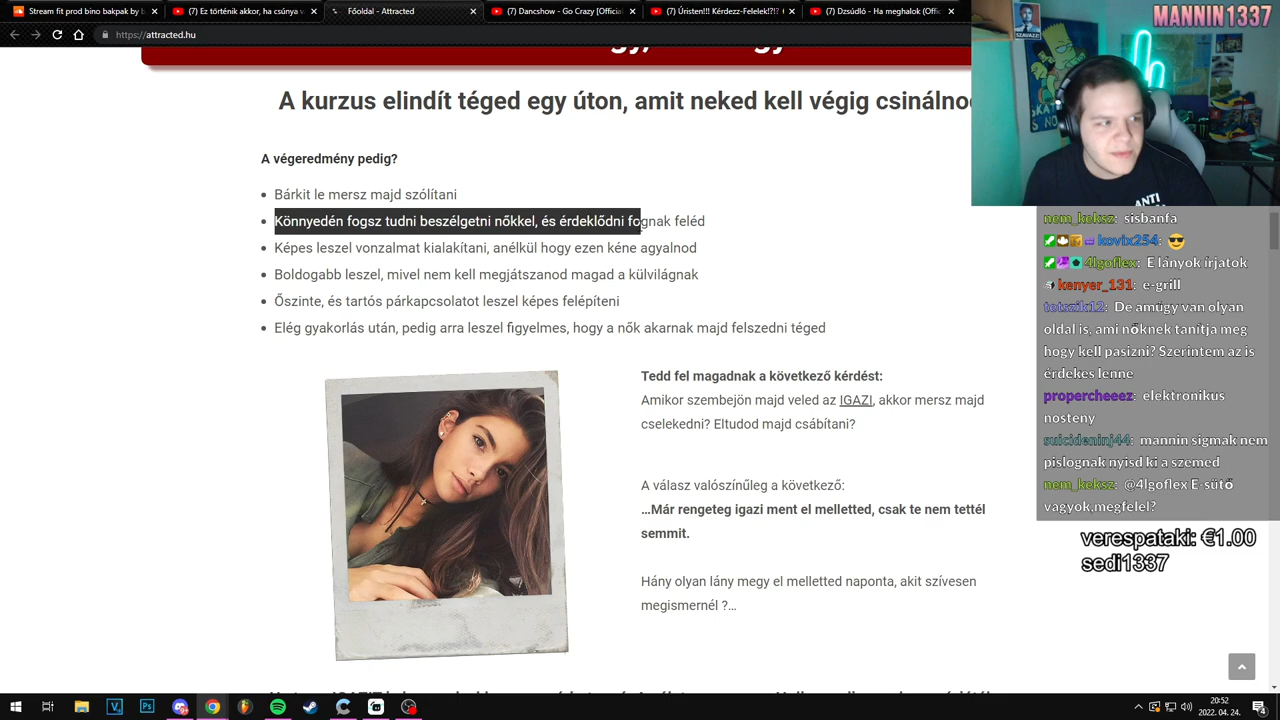 Stream fit prod bino bakpak by b
(7) Ez történik akkor, ha csúnya v
Főoldal - Attracted
(7) Dancshow - Go Crazy [Official
(7) Úristen!!! Kérdezz-Felelek!?!?
(7) Dzsúdló - Ha meghalok (Offic
https://attracted.hu
MANNIN1337
A kurzus elindít téged egy úton, amit neked kell végig csinálnod
A végeredmény pedig?
Bárkit le mersz majd szólítani
Könnyedén fogsz tudni beszélgetni nőkkel, és érdeklődni fognak feléd
Képes leszel vonzalmat kialakítani, anélkül hogy ezen kéne agyalnod
Boldogabb leszel, mivel nem kell megjátszanod magad a külvilágnak
Őszinte, és tartós párkapcsolatot leszel képes felépíteni
Elég gyakorlás után, pedig arra leszel figyelmes, hogy a nők akarnak majd felszedni téged
Tedd fel magadnak a következő kérdést:
Amikor szembejön majd veled az IGAZI, akkor mersz majd
cselekedni? Eltudod majd csábítani?
A válasz valószínűleg a következő:
…Már rengeteg igazi ment el melletted, csak te nem tettél
semmit.
Hány olyan lány megy el melletted naponta, akit szívesen
megismernél ?…
nem_keksz: sisbanfa
kovix254:
4lgoflex: E lányok írjatok
kenyer_131: e-grill
tetszik12: De amúgy van olyan
oldal is, ami nőknek tanítja meg
hogy kell pasizni? Szerintem az is
érdekes lenne
propercheeez: elektronikus
nosteny
suicideninj44: mannin sigmak nem
pislognak nyisd ki a szemed
nem_keksz: @4lgoflex E-sütő
vagyok,megfelel?
verespataki: €1.00
sedi1337
ANTI
20:52
2022. 04. 24.
4